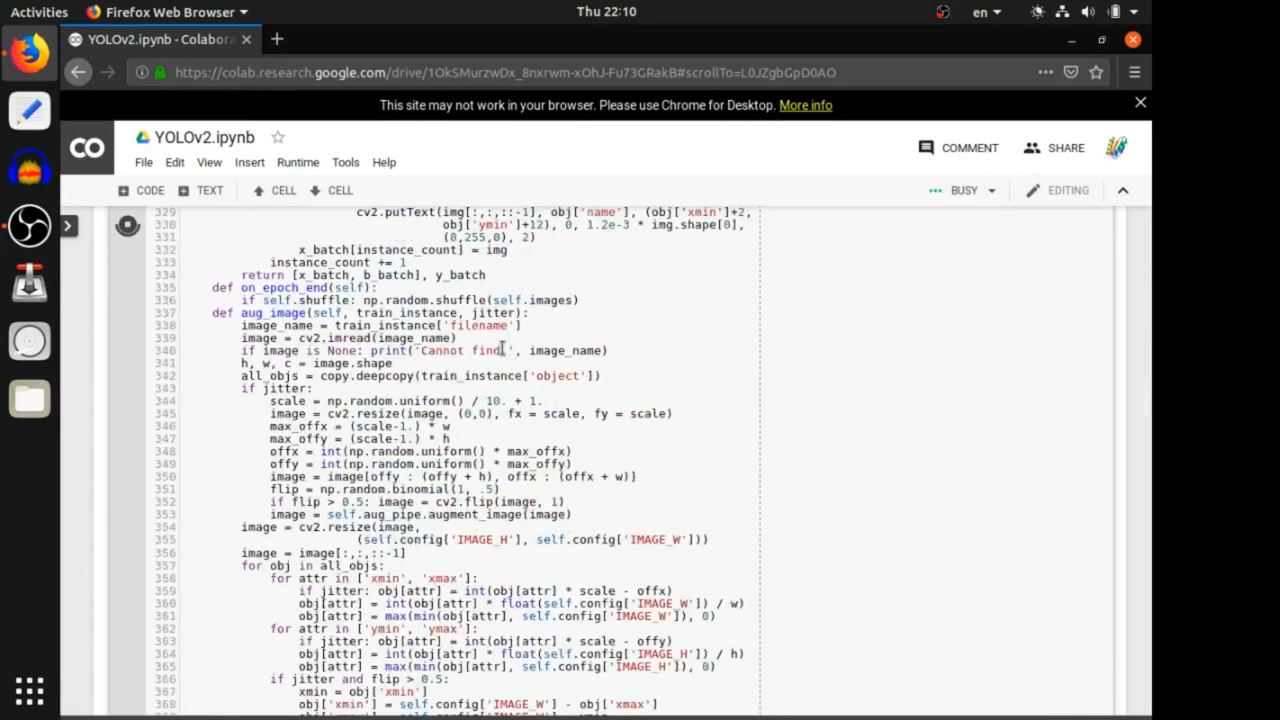 Activities Firefox Web Browser Thu 22:10 en
YOLOv2.ipynb - Colabora
https://colab.research.google.com/drive/1OkSMurzwDx_8nxrwm-xOhJ-Fu73GRakB#scrollTo=L0JZgbGpD0AO
This site may not work in your browser. Please use Chrome for Desktop. More info
CO YOLOv2.ipynb
File Edit View Insert Runtime Tools Help
COMMENT SHARE
CODE TEXT CELL CELL BUSY EDITING
329 cv2.putText(img[:,:,::-1], obj['name'], (obj['xmin']+2,
330 obj['ymin']+12), 0, 1.2e-3 * img.shape[0],
331 (0,255,0), 2)
332 x_batch[instance_count] = img
333 instance_count += 1
334 return [x_batch, b_batch], y_batch
335 def on_epoch_end(self):
336 if self.shuffle: np.random.shuffle(self.images)
337 def aug_image(self, train_instance, jitter):
338 image_name = train_instance['filename']
339 image = cv2.imread(image_name)
340 if image is None: print('Cannot find ', image_name)
341 h, w, c = image.shape
342 all_objs = copy.deepcopy(train_instance['object'])
343 if jitter:
344 scale = np.random.uniform() / 10. + 1.
345 image = cv2.resize(image, (0,0), fx = scale, fy = scale)
346 max_offx = (scale-1.) * w
347 max_offy = (scale-1.) * h
348 offx = int(np.random.uniform() * max_offx)
349 offy = int(np.random.uniform() * max_offy)
350 image = image[offy : (offy + h), offx : (offx + w)]
351 flip = np.random.binomial(1, .5)
352 if flip > 0.5: image = cv2.flip(image, 1)
353 image = self.aug_pipe.augment_image(image)
354 image = cv2.resize(image,
355 (self.config['IMAGE_H'], self.config['IMAGE_W']))
356 image = image[:,:,::-1]
357 for obj in all_objs:
358 for attr in ['xmin', 'xmax']:
359 if jitter: obj[attr] = int(obj[attr] * scale - offx)
360 obj[attr] = int(obj[attr] * float(self.config['IMAGE_W']) / w)
361 obj[attr] = max(min(obj[attr], self.config['IMAGE_W']), 0)
362 for attr in ['ymin', 'ymax']:
363 if jitter: obj[attr] = int(obj[attr] * scale - offy)
364 obj[attr] = int(obj[attr] * float(self.config['IMAGE_H']) / h)
365 obj[attr] = max(min(obj[attr], self.config['IMAGE_H']), 0)
366 if jitter and flip > 0.5:
367 xmin = obj['xmin']
368 obj['xmin'] = self.config['IMAGE_W'] - obj['xmax']